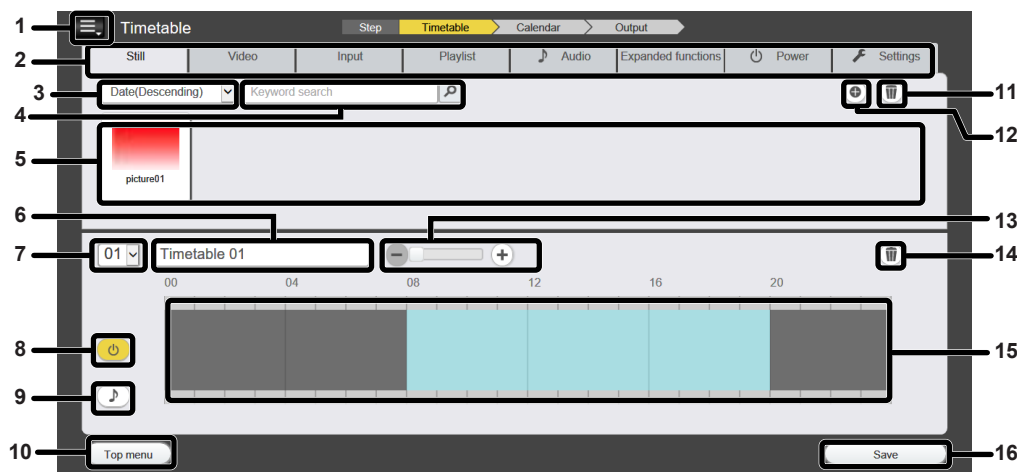 1 Timetable Step Timetable Calendar Output
2 Still Video Input Playlist Audio Expanded functions Power Settings
3 Date(Descending) Keyword search 11
4 12
5 picture01
6 13
7 01 Timetable 01 14
00 04 08 12 16 20
8 15
9
10 Top menu Save 16